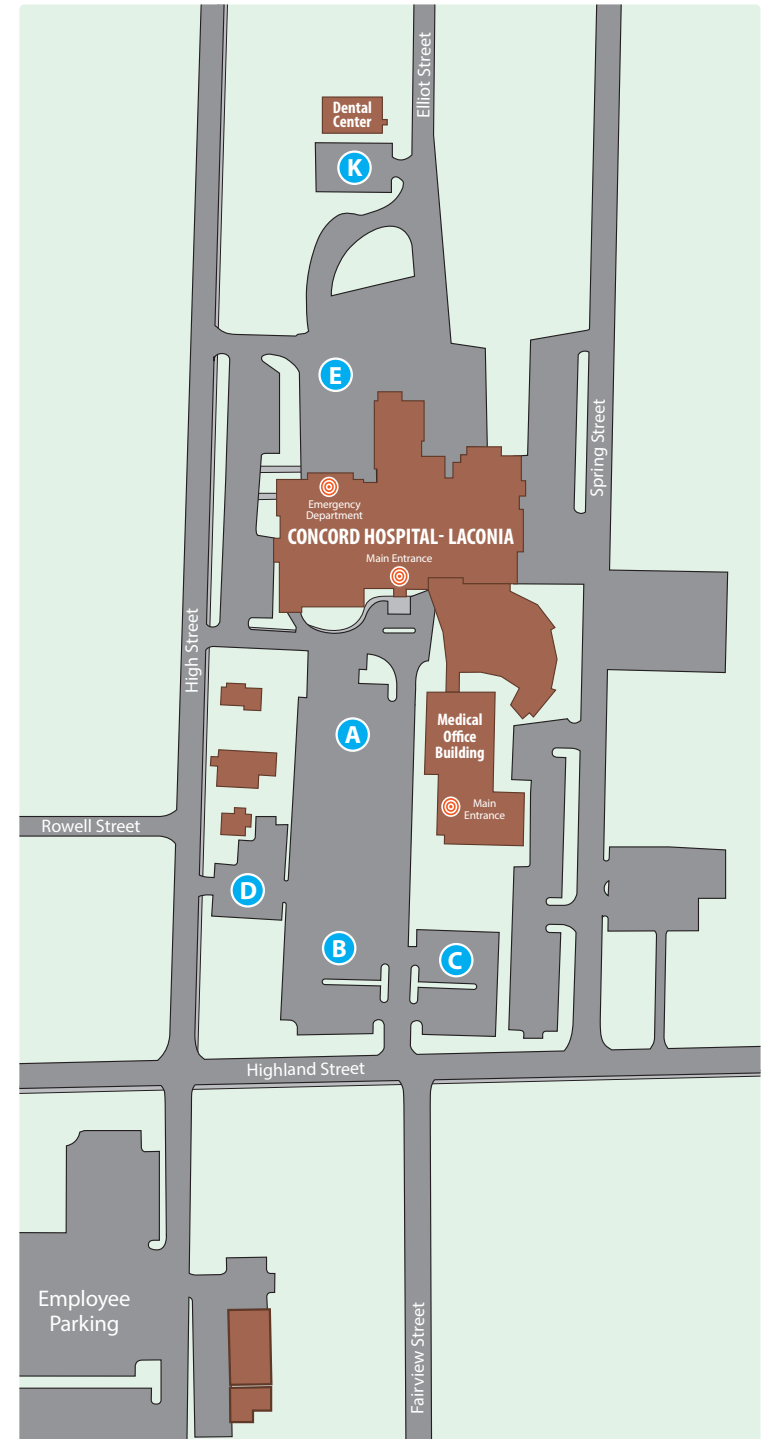 Elliot Street
Dental
Center
K
E
Spring Street
Emergency
Department
CONCORD HOSPITAL- LACONIA
Main Entrance
High Street
A
Medical
Office
Building
Main
Entrance
Rowell Street
D
B
C
Highland Street
Employee
Parking
Fairview Street